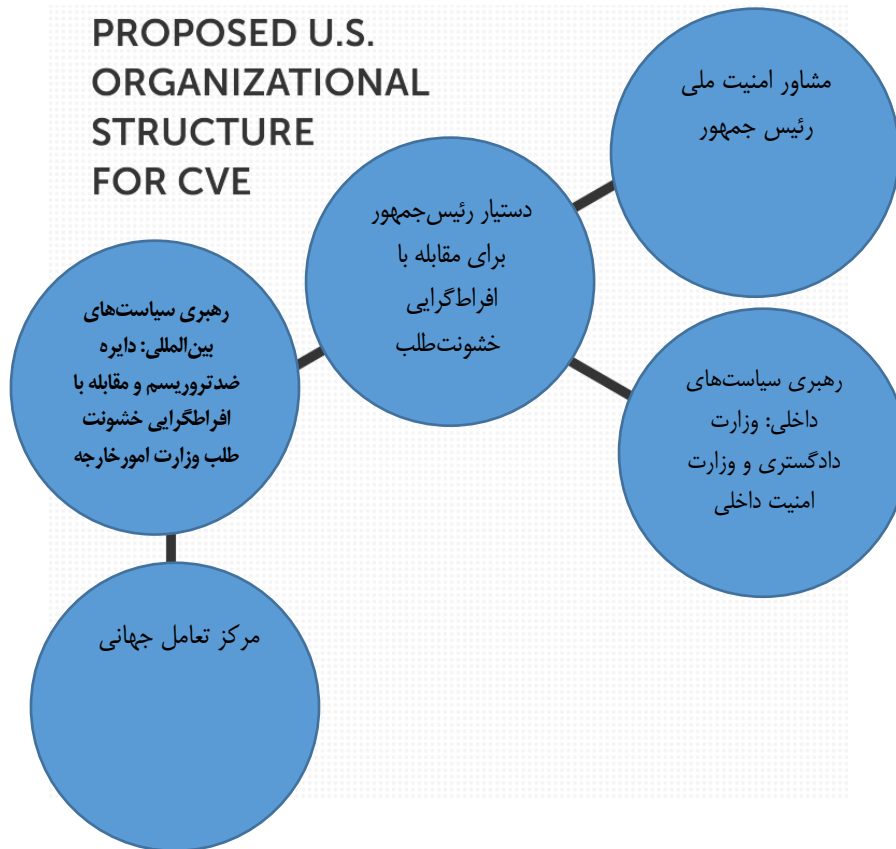 PROPOSED U.S.
ORGANIZATIONAL
STRUCTURE
FOR CVE
مشاور امنیت ملی
رئیس جمهور
دستیار رئیس‌جمهور
برای مقابله با
افراط‌گرایی
خشونت‌طلب
رهبری سیاست‌های
بین‌المللی: دایره
ضدتروریسم و مقابله با
افراطگرایی خشونت
طلب وزارت امورخارجه
رهبری سیاست‌های
داخلی: وزارت
دادگستری و وزارت
امنیت داخلی
مرکز تعامل جهانی